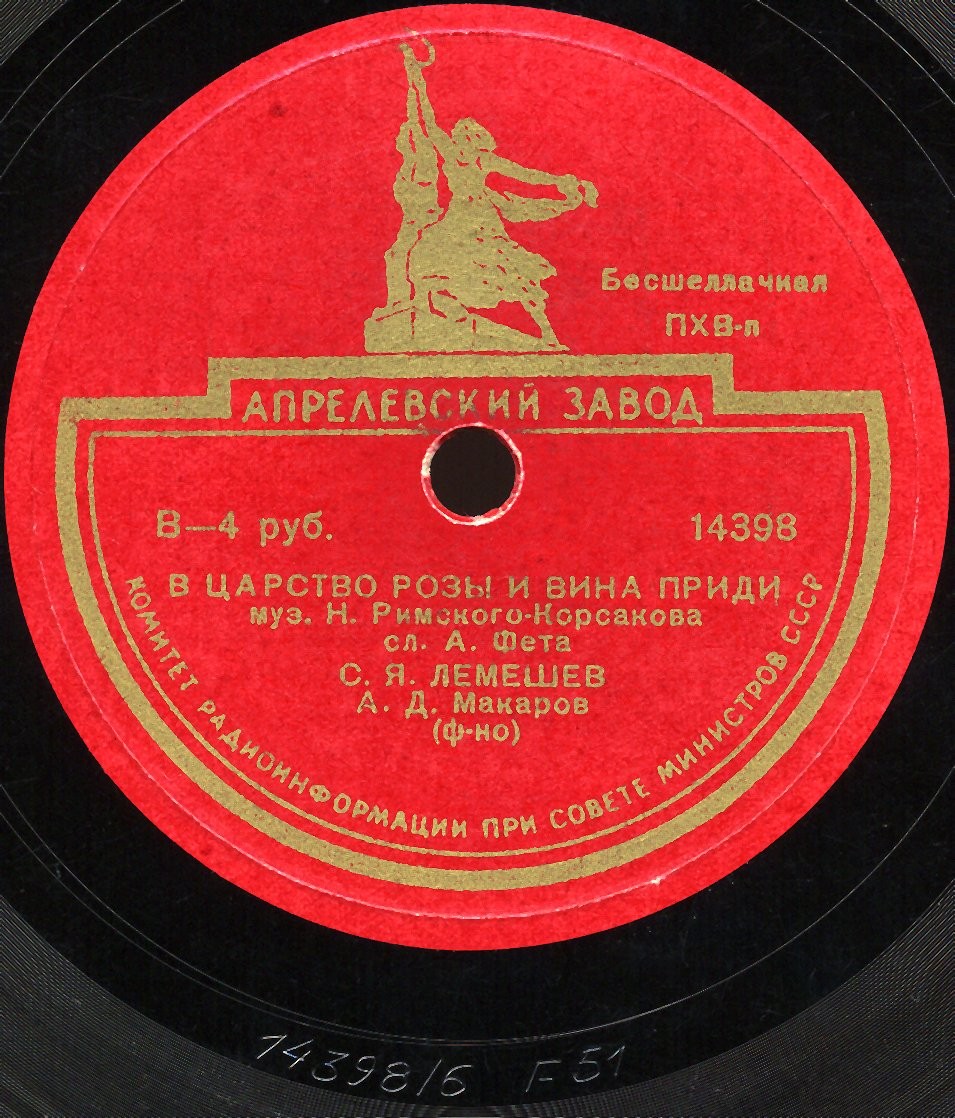 Бесшеллачная
ПХВ-п
АПРЕЛЕВСКИЙ ЗАВОД
В—4 руб. 14398
В ЦАРСТВО РОЗЫ И ВИНА ПРИДИ
муз. Н. Римского-Корсакова
сл. А. Фета
С. Я. ЛЕМЕШЕВ
А. Д. Макаров
(ф-но)
КОМИТЕТ РАДИОИНФОРМАЦИИ ПРИ СОВЕТЕ МИНИСТРОВ СССР
14398/6 F51